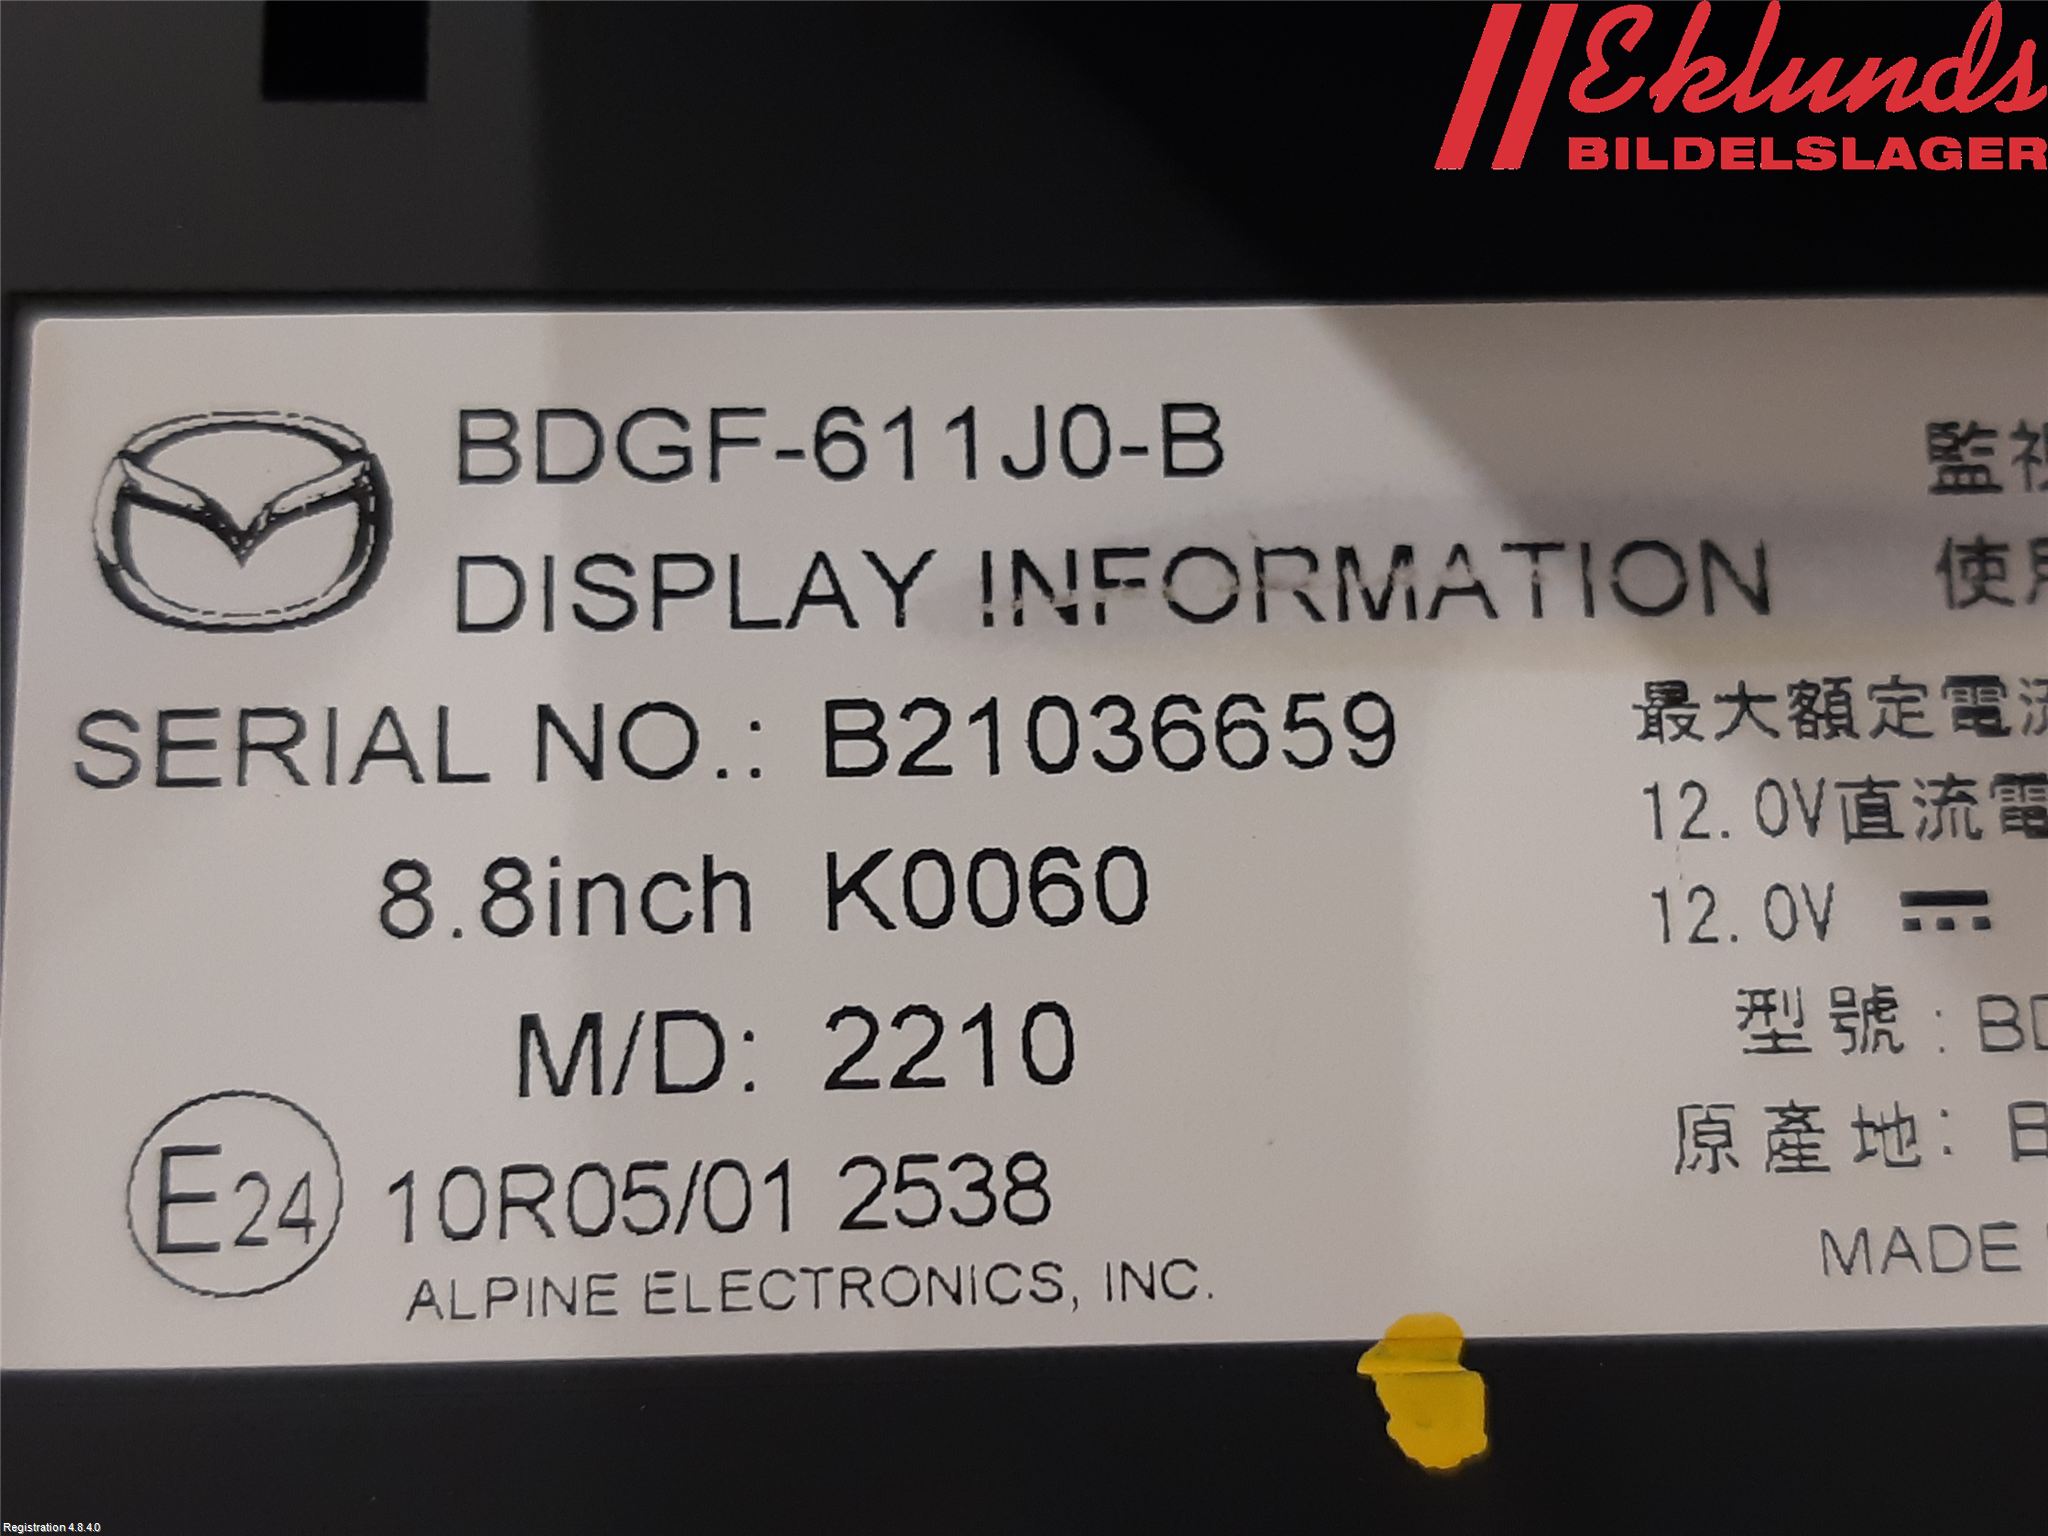 Eklunds
BILDELSLAGER
BDGF-611J0-B
DISPLAY INFORMATION
SERIAL NO.: B21036659
8.8inch K0060
M/D: 2210
E24 10R05/01 2538
ALPINE ELECTRONICS, INC.
監視
使用
最大額定電流
12.0V直流電
12.0V ⎓
型號: BD
原產地: 日
MADE
Registration 4.8.4.0